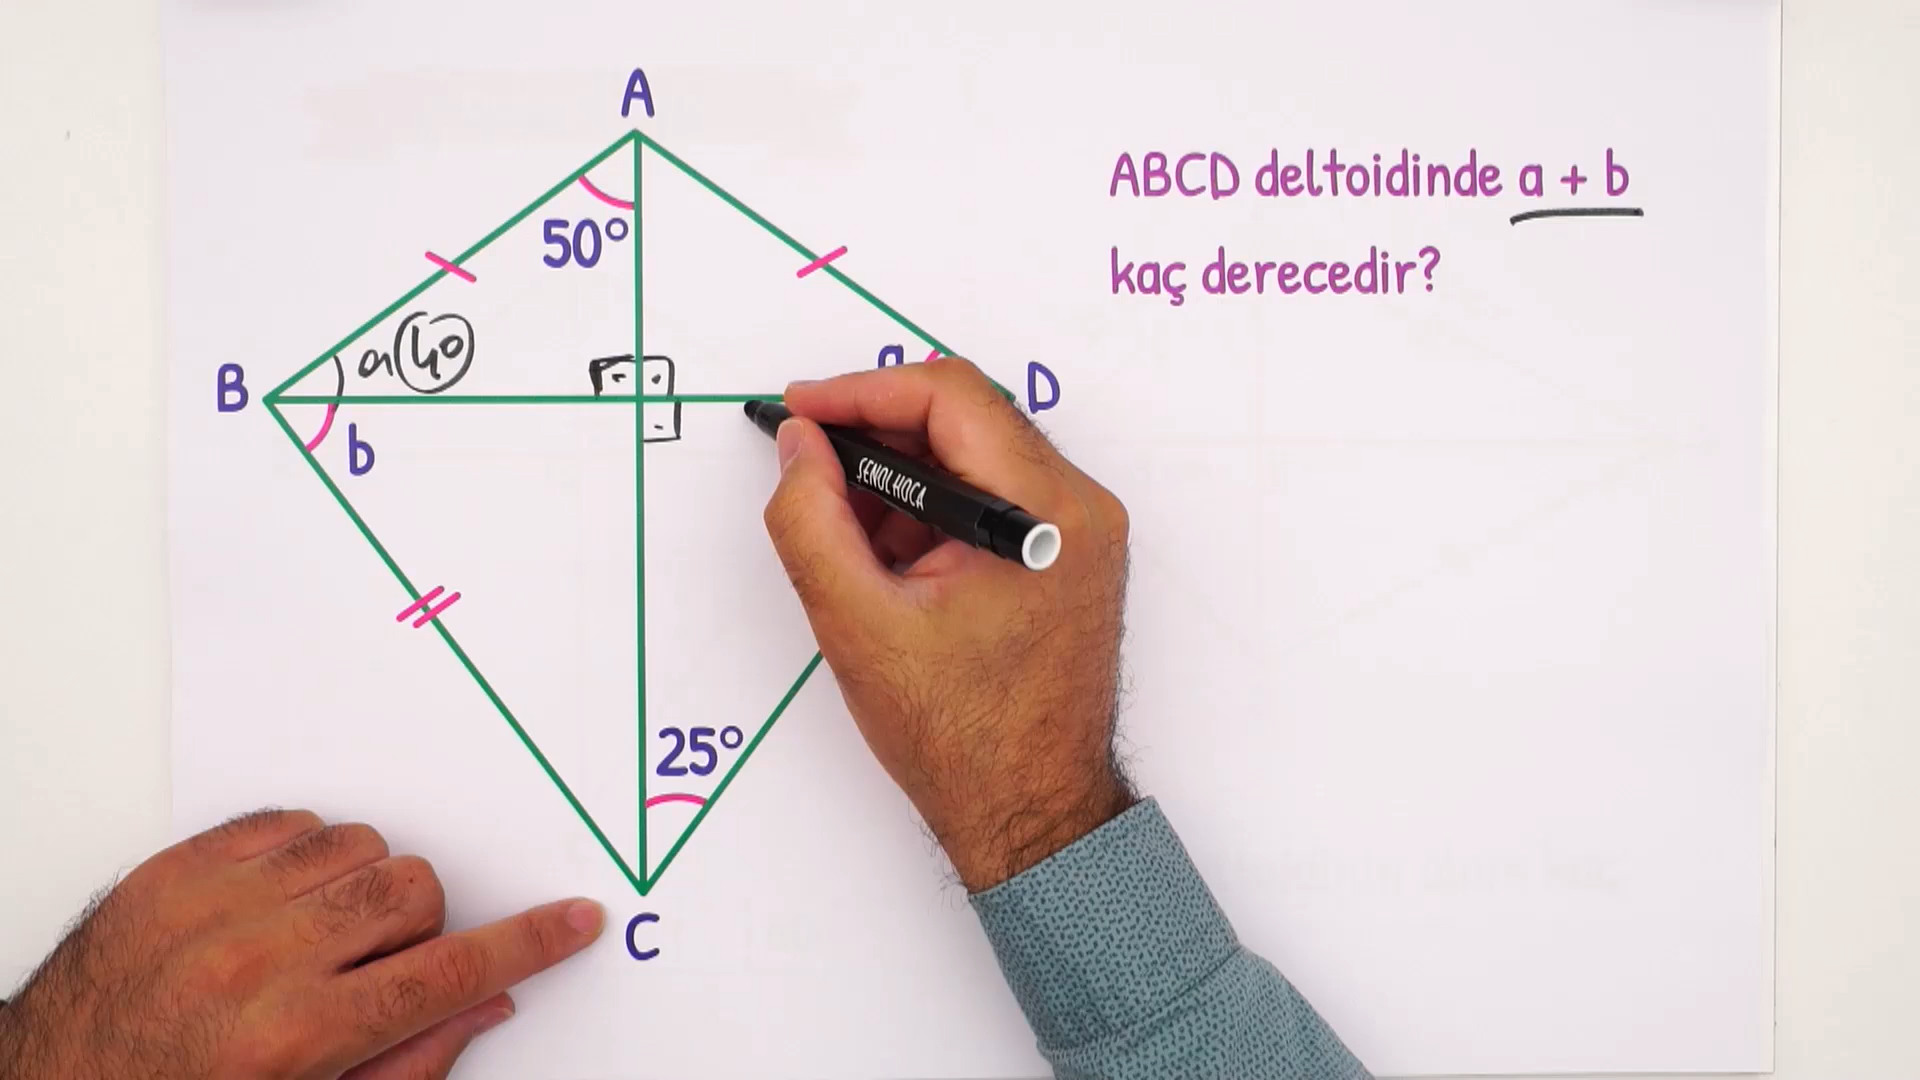 A
ABCD deltoidinde a + b
50°
kaç derecedir?
a 40
a
B
D
b
ŞENOL HOCA
25°
C